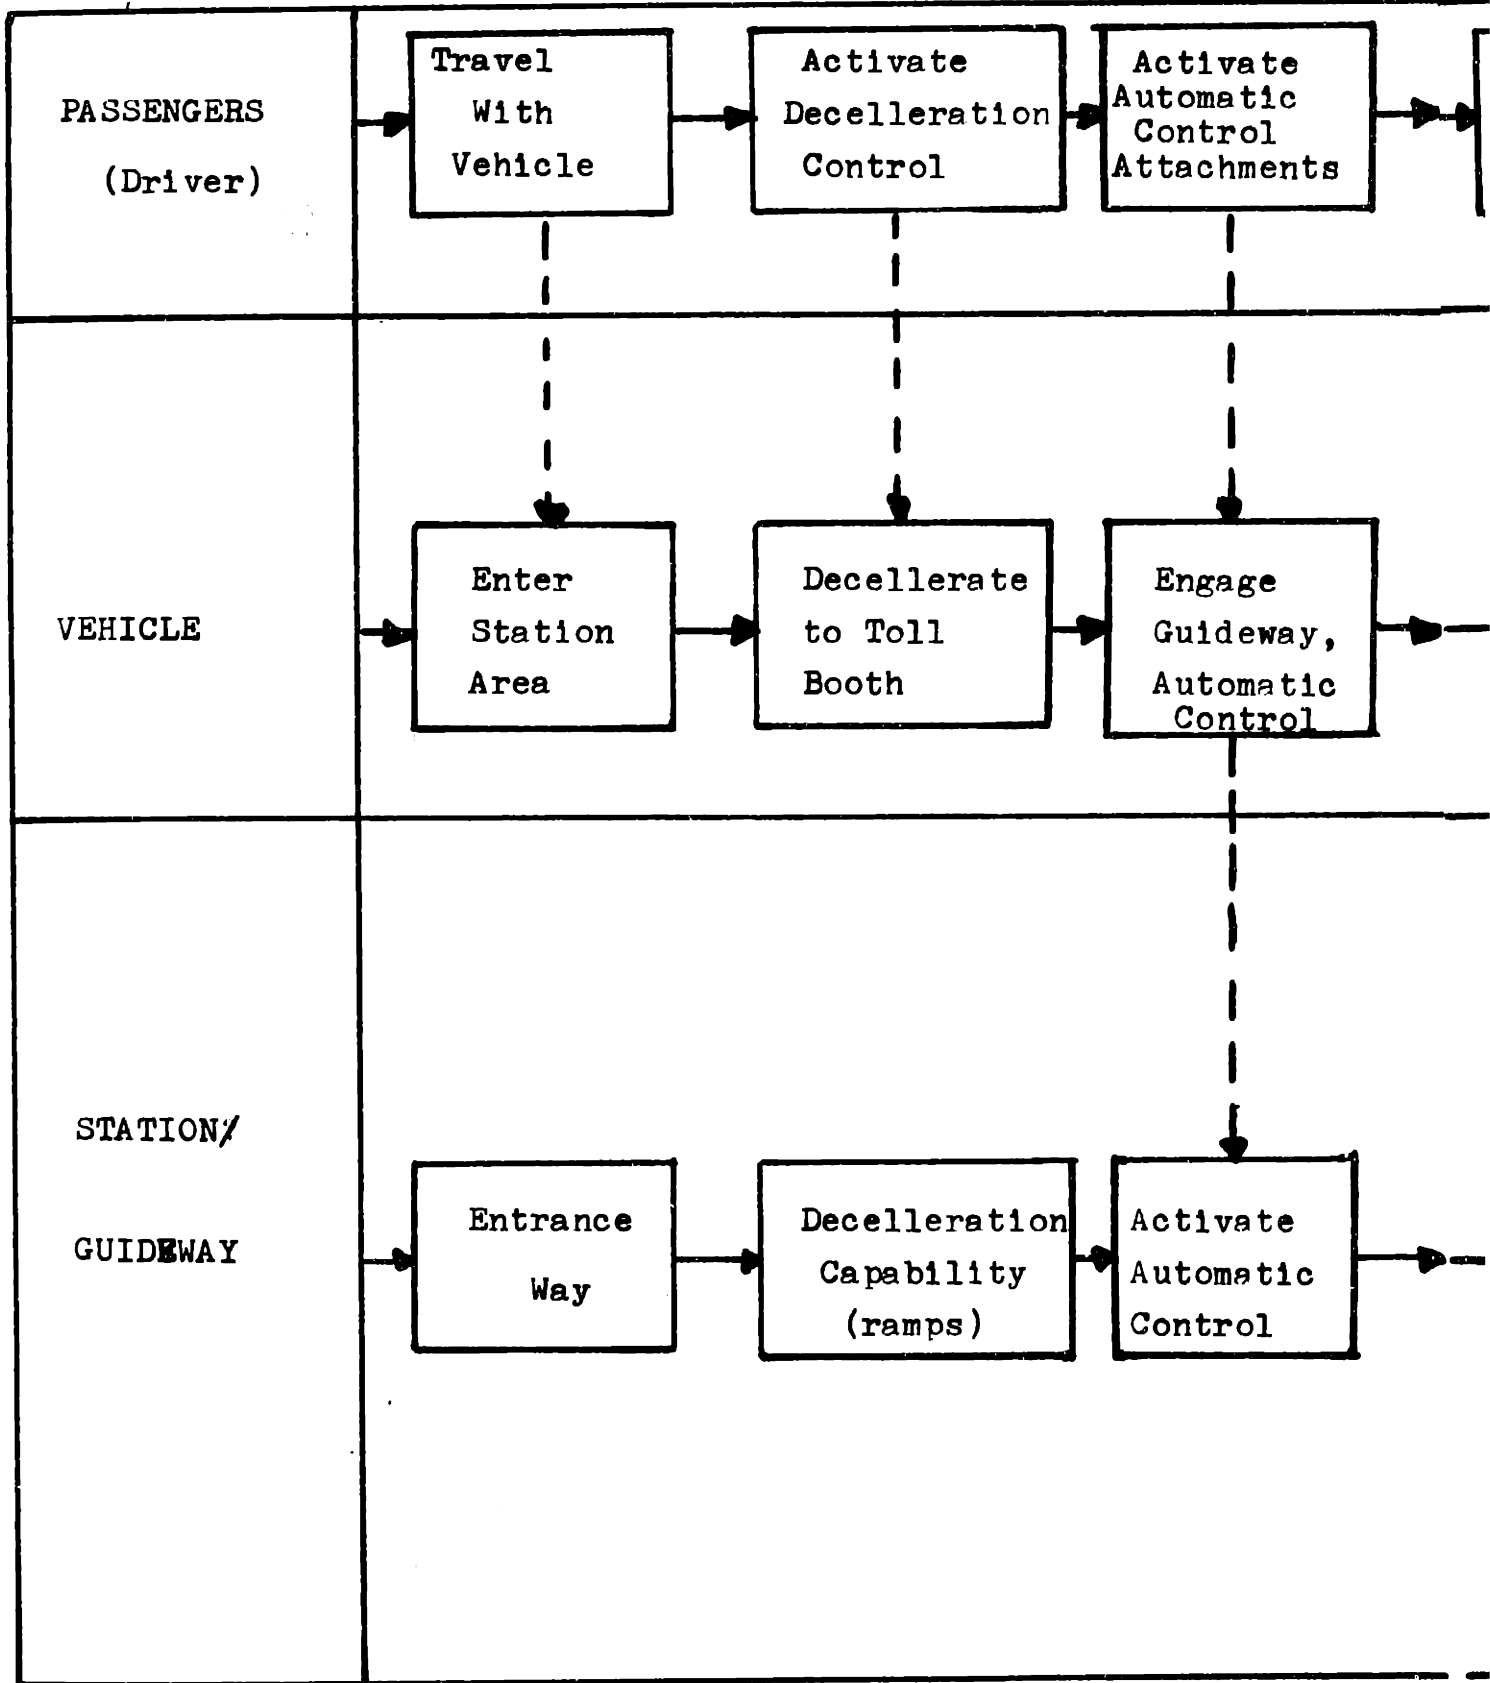 PASSENGERS
(Driver)
Travel
With
Vehicle
Activate
Decelleration
Control
Activate
Automatic
Control
Attachments
VEHICLE
Enter
Station
Area
Decellerate
to Toll
Booth
Engage
Guideway,
Automatic
Control
STATION/
GUIDEWAY
Entrance
Way
Decelleration
Capability
(ramps)
Activate
Automatic
Control